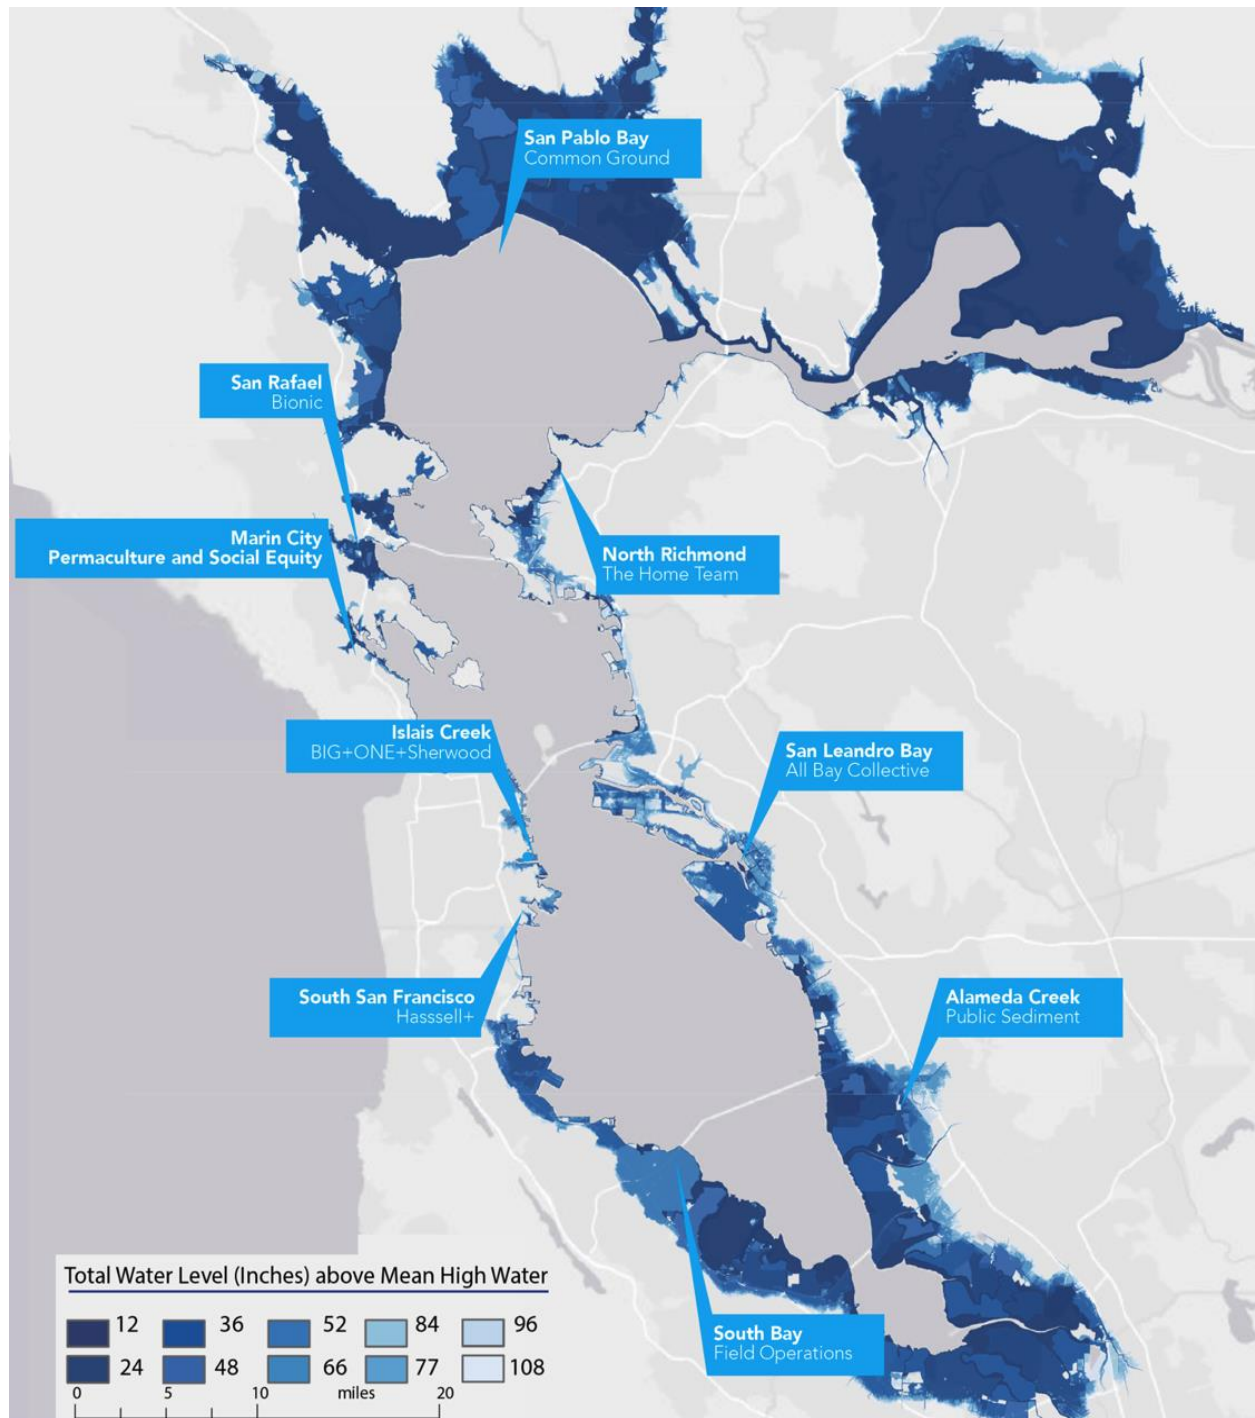 San Pablo Bay
Common Ground
San Rafael
Bionic
Marin City
Permaculture and Social Equity
North Richmond
The Home Team
Islais Creek
BIG+ONE+Sherwood
San Leandro Bay
All Bay Collective
South San Francisco
Hasssell+
Alameda Creek
Public Sediment
South Bay
Field Operations
Total Water Level (Inches) above Mean High Water
12 36 52 84 96
24 48 66 77 108
0 5 10 miles 20